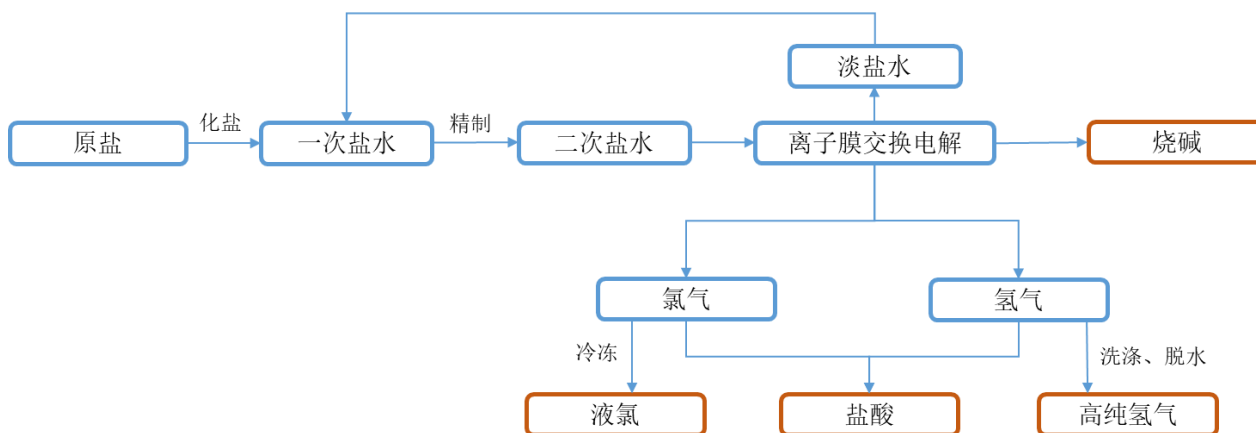 淡盐水
原盐
化盐
一次盐水
精制
二次盐水
离子膜交换电解
烧碱
氯气
氢气
冷冻
洗涤、脱水
液氯
盐酸
高纯氢气